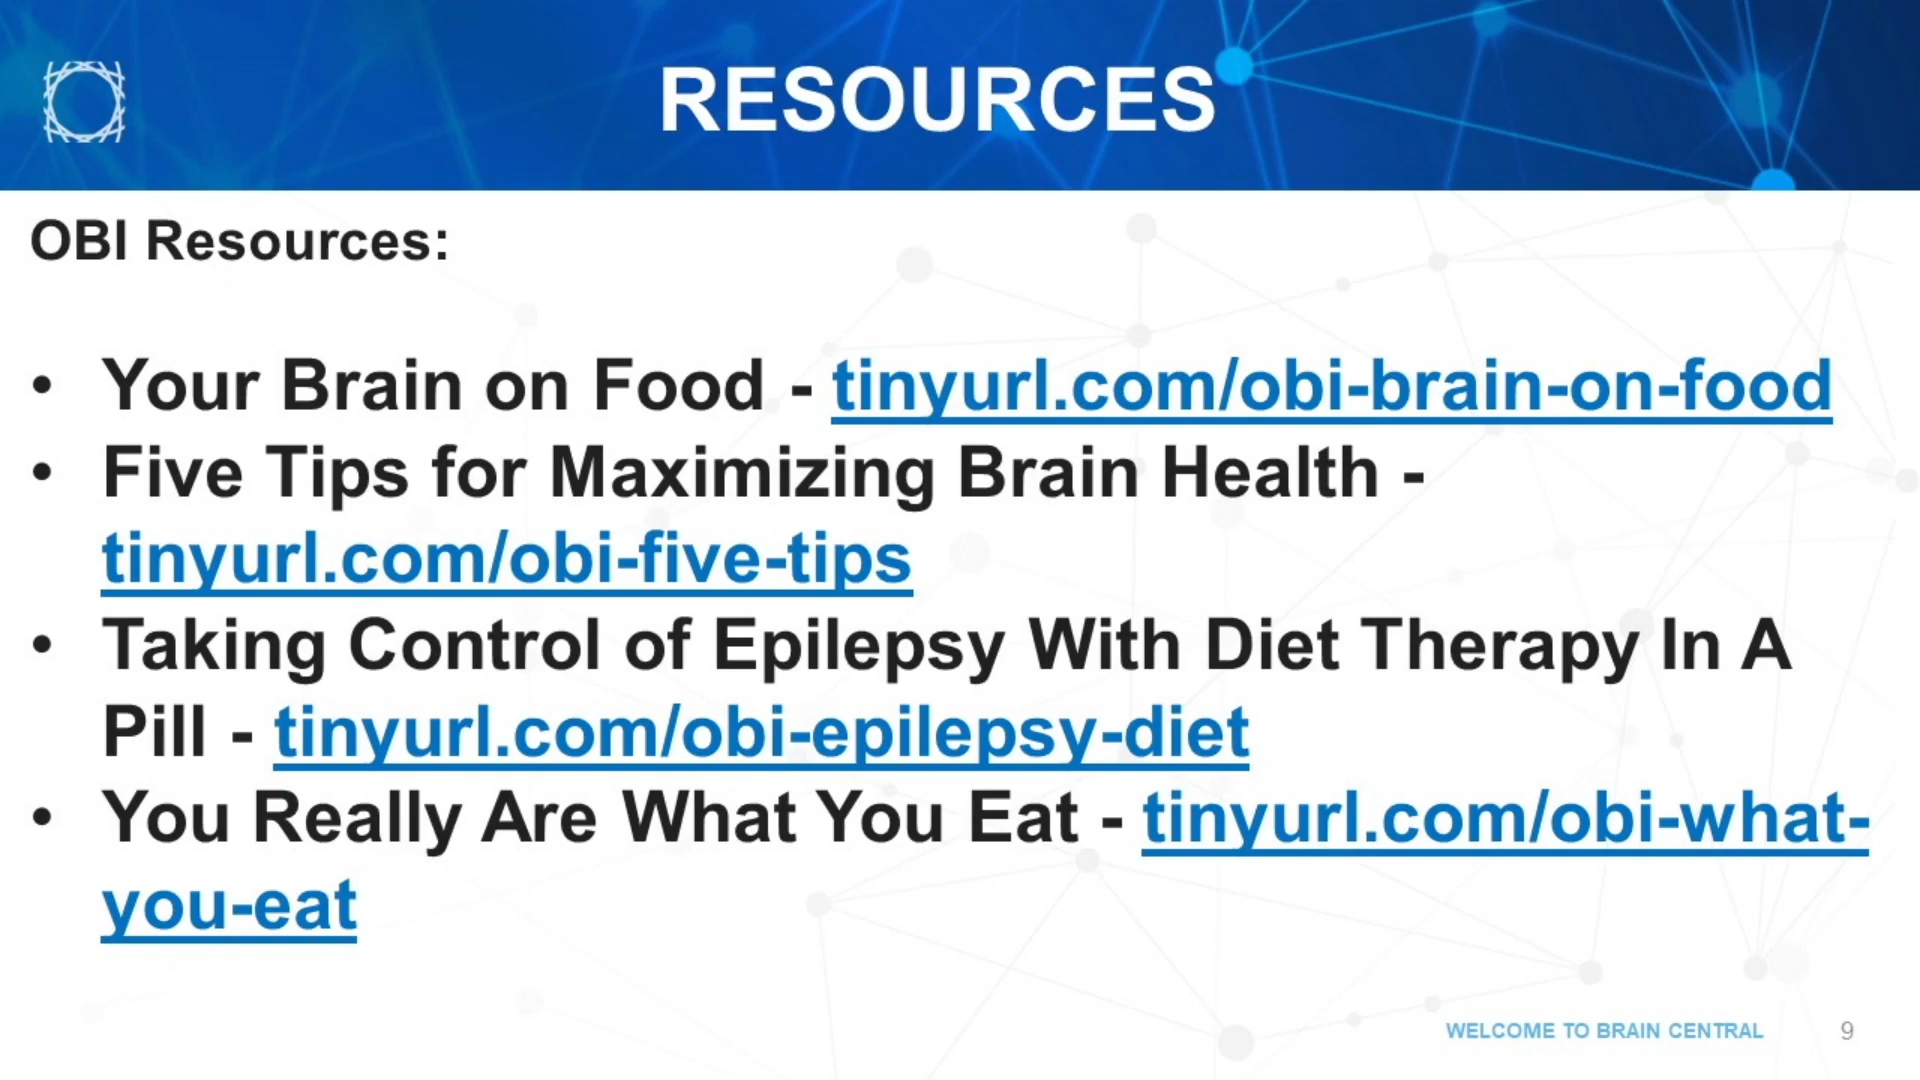 RESOURCES
OBI Resources:
• Your Brain on Food - tinyurl.com/obi-brain-on-food
• Five Tips for Maximizing Brain Health -
tinyurl.com/obi-five-tips
• Taking Control of Epilepsy With Diet Therapy In A
Pill - tinyurl.com/obi-epilepsy-diet
• You Really Are What You Eat - tinyurl.com/obi-what-
you-eat
WELCOME TO BRAIN CENTRAL 9